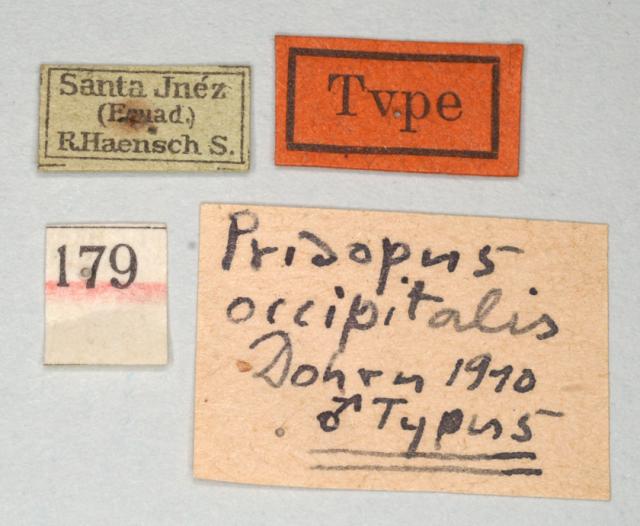 Santa Jnéz
(Ecuad.)
R.Haensch S.
Type
179
Prisopus
occipitalis
Dohrn 1910
♂ Typus